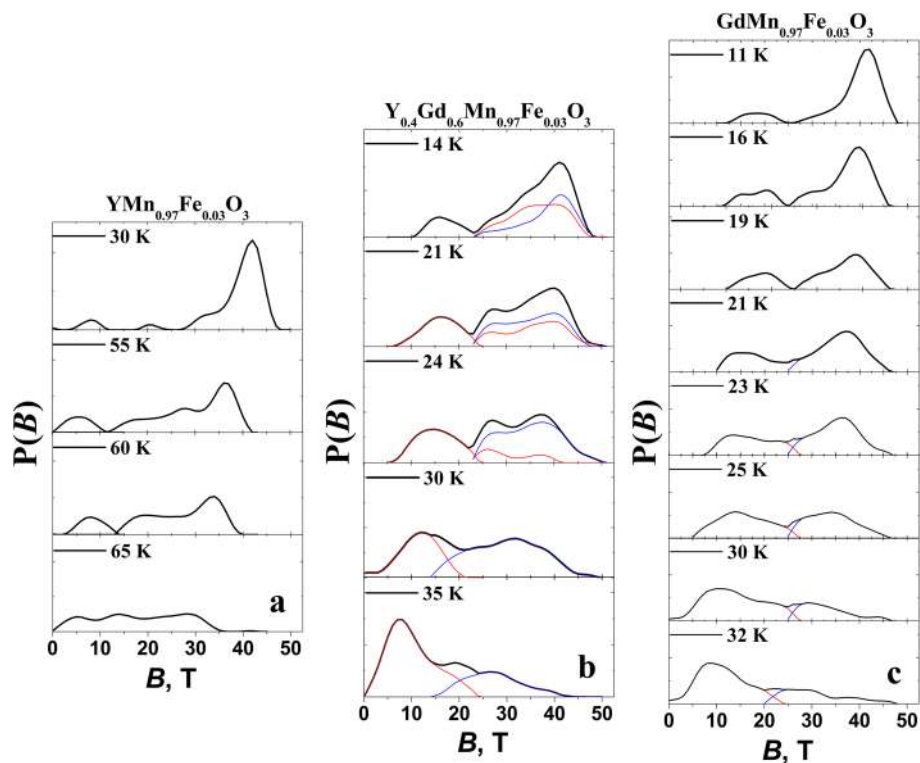 YMn0.97Fe0.03O3
P(B)
30 K
55 K
60 K
65 K
a
0 10 20 30 40 50
B, T
Y0.4Gd0.6Mn0.97Fe0.03O3
P(B)
14 K
21 K
24 K
30 K
35 K
b
0 10 20 30 40 50
B, T
GdMn0.97Fe0.03O3
P(B)
11 K
16 K
19 K
21 K
23 K
25 K
30 K
32 K
c
10 20 30 40 50
B, T